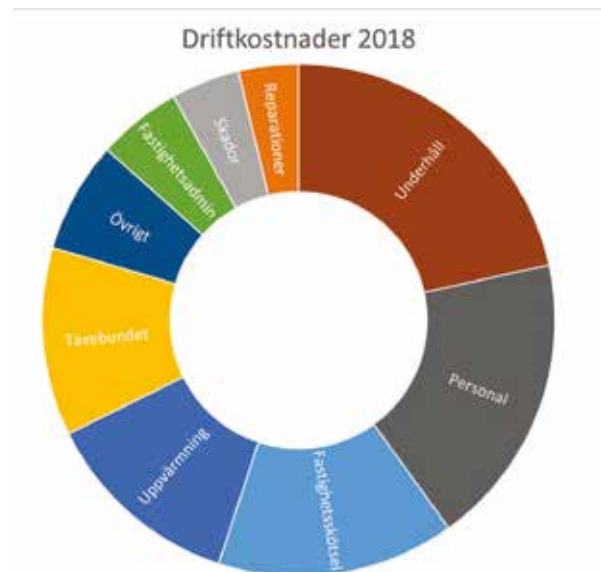 Driftkostnader 2018
Underhåll
Personal
Fastighetsskötsel
Uppvärmning
Taxebundet
Övrigt
Fastighetsadmin
Skador
Reparationer